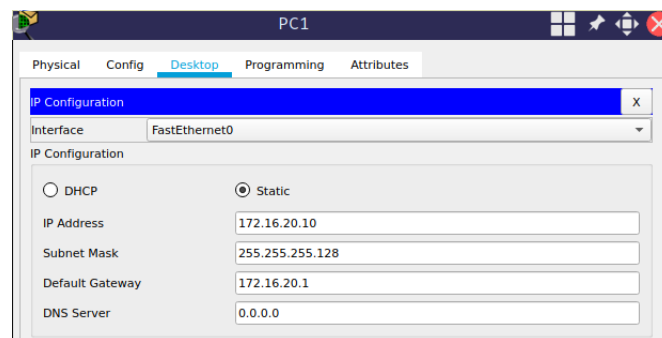 PC1
Physical Config Desktop Programming Attributes
IP Configuration X
Interface FastEthernet0
IP Configuration
DHCP Static
IP Address 172.16.20.10
Subnet Mask 255.255.255.128
Default Gateway 172.16.20.1
DNS Server 0.0.0.0